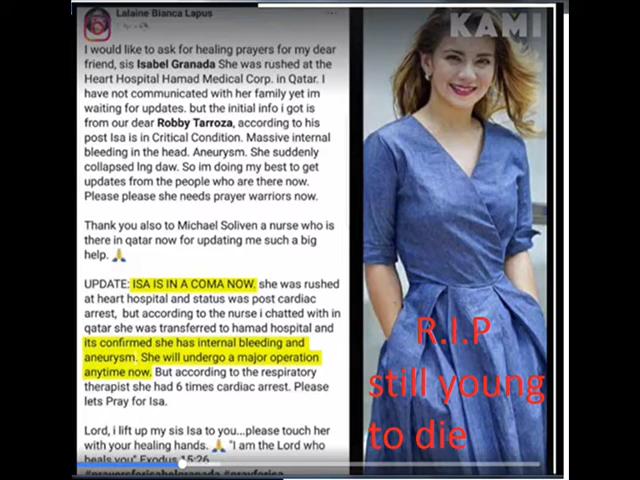 Lalaine Bianca Lapus
I would like to ask for healing prayers for my dear
friend, sis Isabel Granada She was rushed at the
Heart Hospital Hamad Medical Corp. in Qatar. I
have not communicated with her family yet im
waiting for updates. but the initial info i got is
from our dear Robby Tarroza, according to his
post Isa is in Critical Condition. Massive internal
bleeding in the head. Aneurysm. She suddenly
collapsed lng daw. So im doing my best to get
updates from the people who are there now.
Please please she needs prayer warriors now.
Thank you also to Michael Soliven a nurse who is
there in qatar now for updating me such a big
help. 🙏
UPDATE: ISA IS IN A COMA NOW. she was rushed
at heart hospital and status was post cardiac
arrest, but according to the nurse i chatted with in
qatar she was transferred to hamad hospital and
its confirmed she has internal bleeding and
aneurysm. She will undergo a major operation
anytime now. But according to the respiratory
therapist she had 6 times cardiac arrest. Please
lets Pray for Isa.
Lord, i lift up my sis Isa to you...please touch her
with your healing hands. 🙏 "I am the Lord who
heals you" Exodus 15:26
#prayersforisabelgranada #prayforisa
KAMI
R.I.P
still young
to die